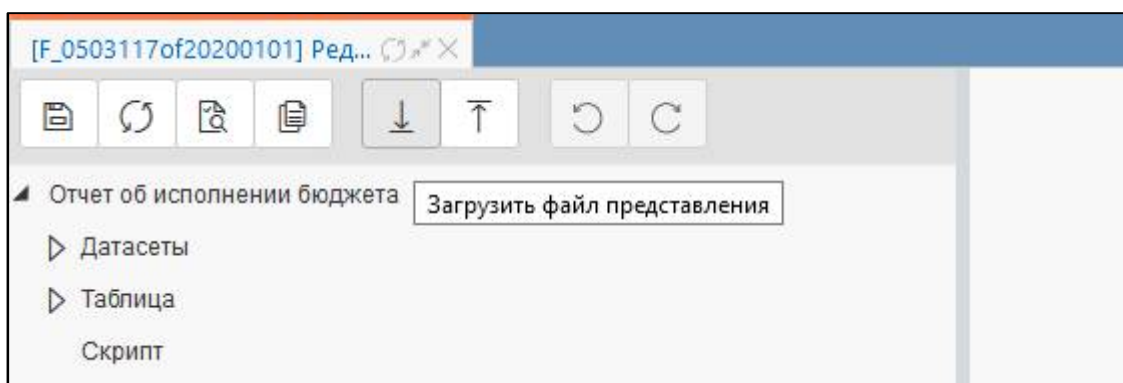 [F_0503117of20200101] Ред...
Отчет об исполнении бюджета
Загрузить файл представления
Датасеты
Таблица
Скрипт